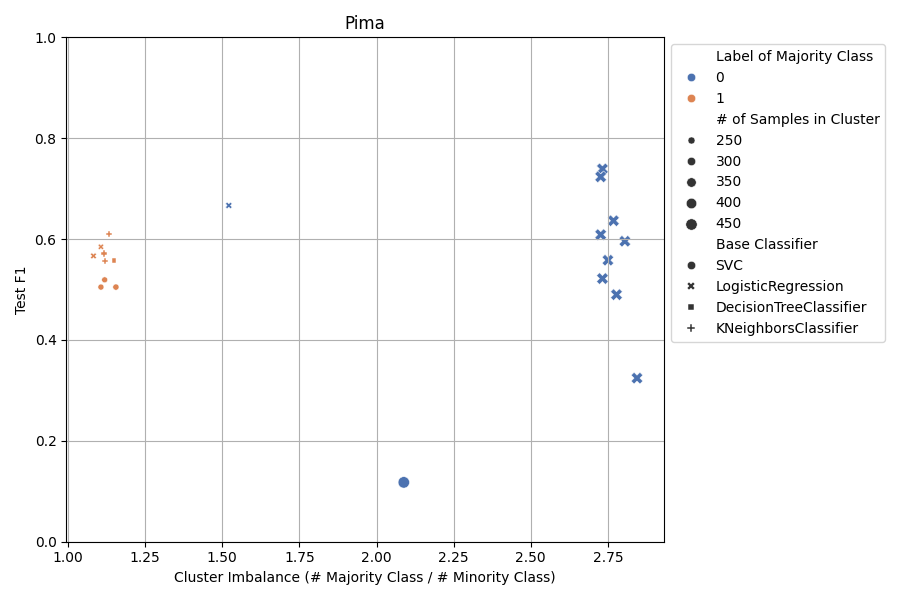 Pima
1.0
0.8
0.6
0.4
0.2
0.0
Test F1
1.00
1.25
1.50
1.75
2.00
2.25
2.50
2.75
Cluster Imbalance (# Majority Class / # Minority Class)
Label of Majority Class
0
1
# of Samples in Cluster
250
300
350
400
450
Base Classifier
SVC
LogisticRegression
DecisionTreeClassifier
KNeighborsClassifier